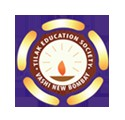 TILAK EDUCATION SOCIETY
VASHI NEW BOMBAY